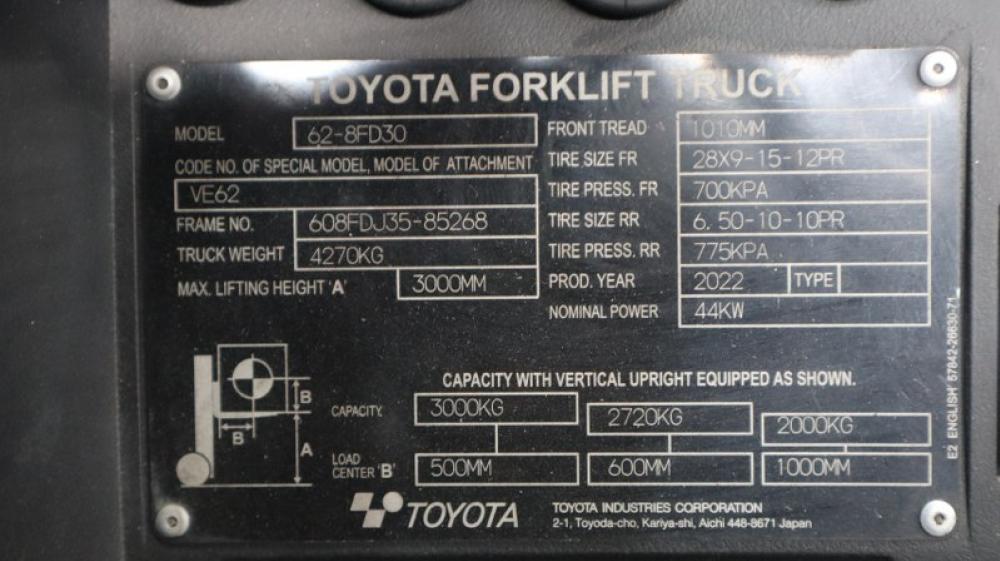 TOYOTA FORKLIFT TRUCK
MODEL 62-8FD30
CODE NO. OF SPECIAL MODEL, MODEL OF ATTACHMENT
VE62
FRAME NO. 608FDJ35-85268
TRUCK WEIGHT 4270KG
MAX. LIFTING HEIGHT 'A' 3000MM
FRONT TREAD 1010MM
TIRE SIZE FR 28X9-15-12PR
TIRE PRESS. FR 700KPA
TIRE SIZE RR 6.50-10-10PR
TIRE PRESS. RR 775KPA
PROD. YEAR 2022 TYPE
NOMINAL POWER 44KW
B
B
A
CAPACITY WITH VERTICAL UPRIGHT EQUIPPED AS SHOWN.
CAPACITY 3000KG 2720KG 2000KG
LOAD
CENTER 'B' 500MM 600MM 1000MM
TOYOTA
TOYOTA INDUSTRIES CORPORATION
2-1, Toyoda-cho, Kariya-shi, Aichi 448-8671 Japan
E2 ENGLISH 57842-26630-71